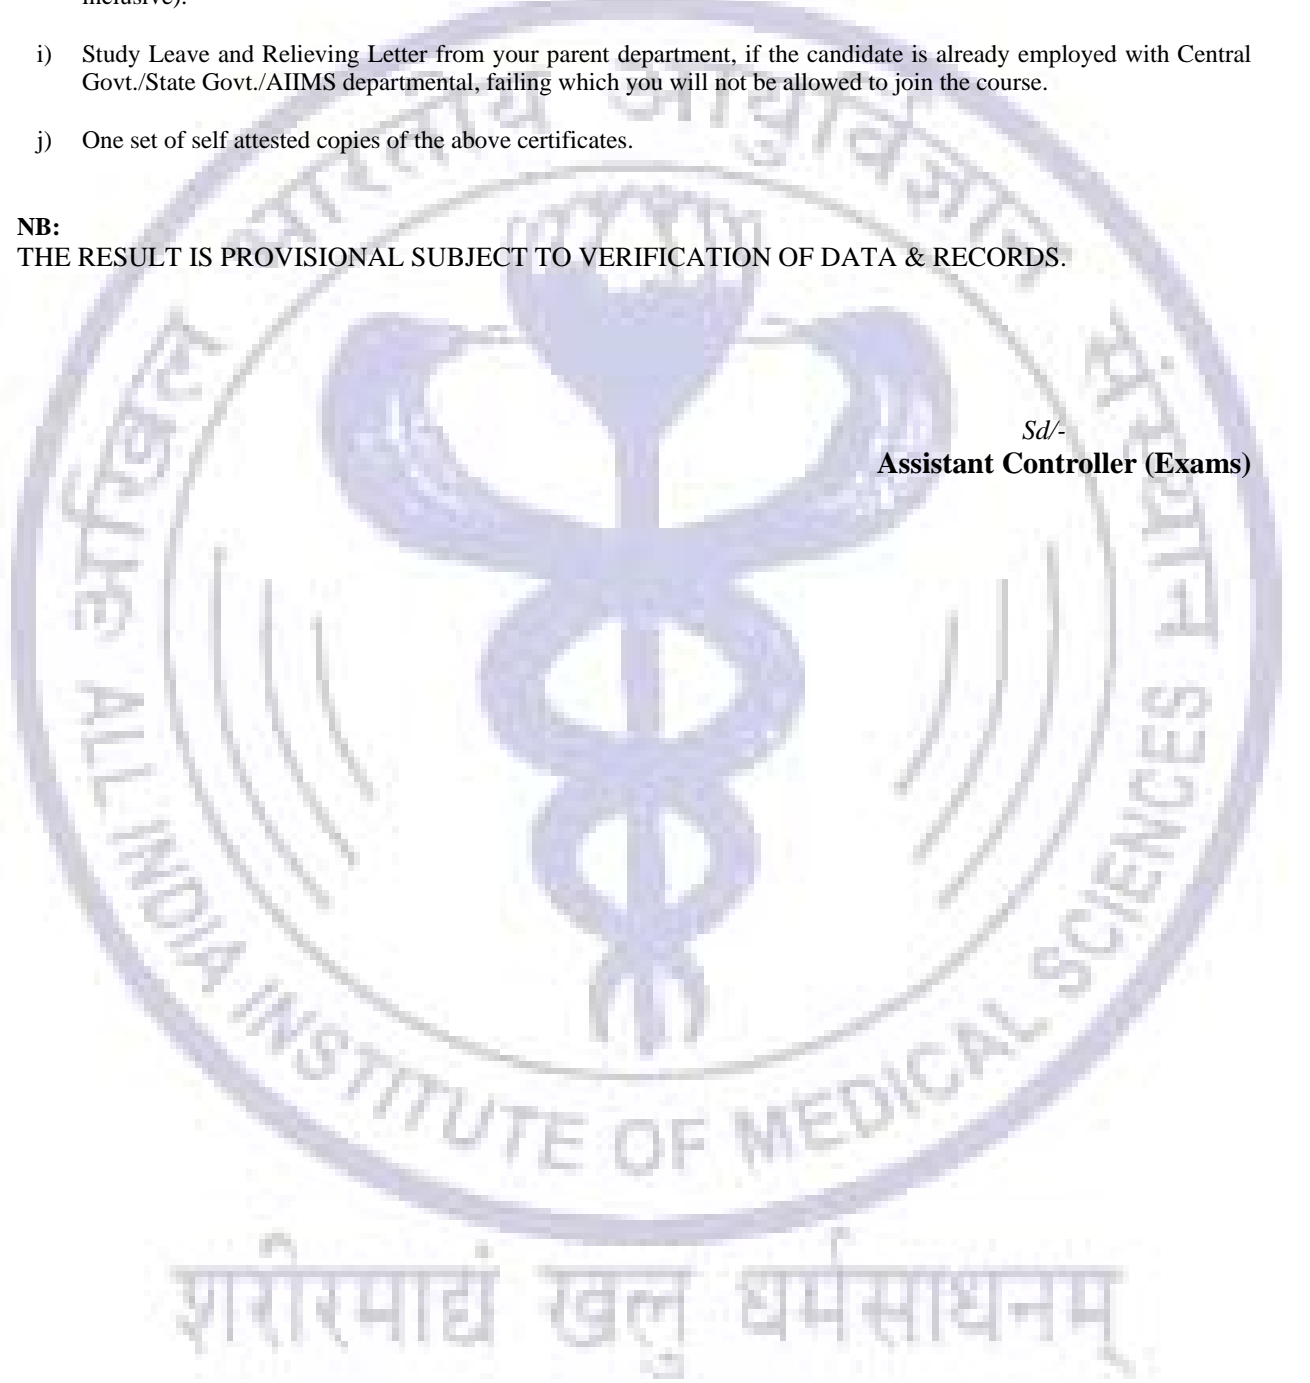 inclusive).
i) Study Leave and Relieving Letter from your parent department, if the candidate is already employed with Central
Govt./State Govt./AIIMS departmental, failing which you will not be allowed to join the course.
j) One set of self attested copies of the above certificates.
NB:
THE RESULT IS PROVISIONAL SUBJECT TO VERIFICATION OF DATA & RECORDS.
Sd/-
Assistant Controller (Exams)
अखिल भारतीय आयुर्विज्ञान संस्थान
ALL INDIA INSTITUTE OF MEDICAL SCIENCES
शरीरमाद्यं खलु धर्मसाधनम्